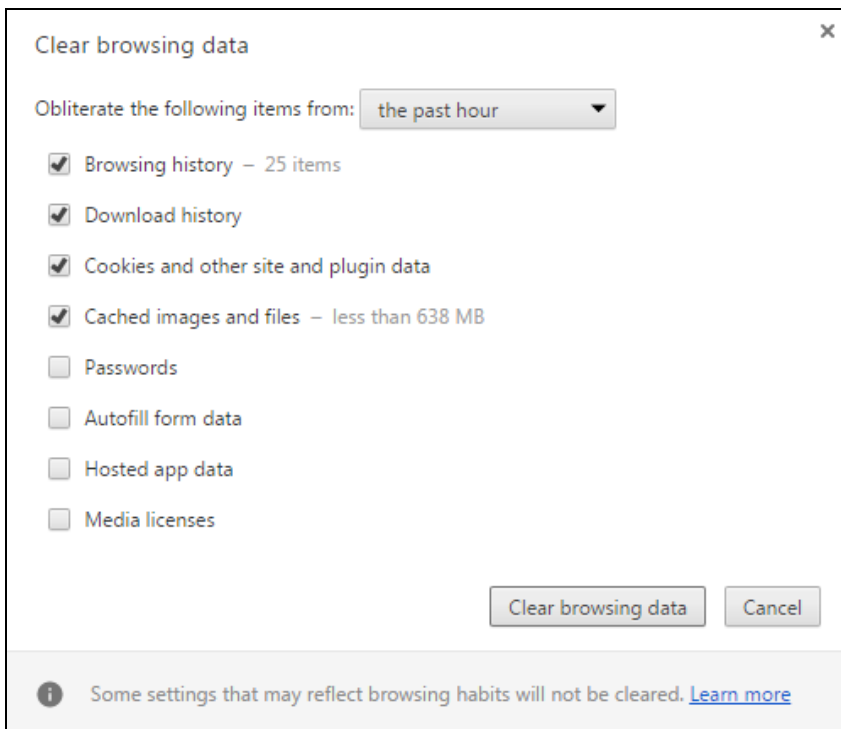 Clear browsing data
Obliterate the following items from: the past hour
Browsing history – 25 items
Download history
Cookies and other site and plugin data
Cached images and files – less than 638 MB
Passwords
Autofill form data
Hosted app data
Media licenses
Clear browsing data Cancel
Some settings that may reflect browsing habits will not be cleared. Learn more